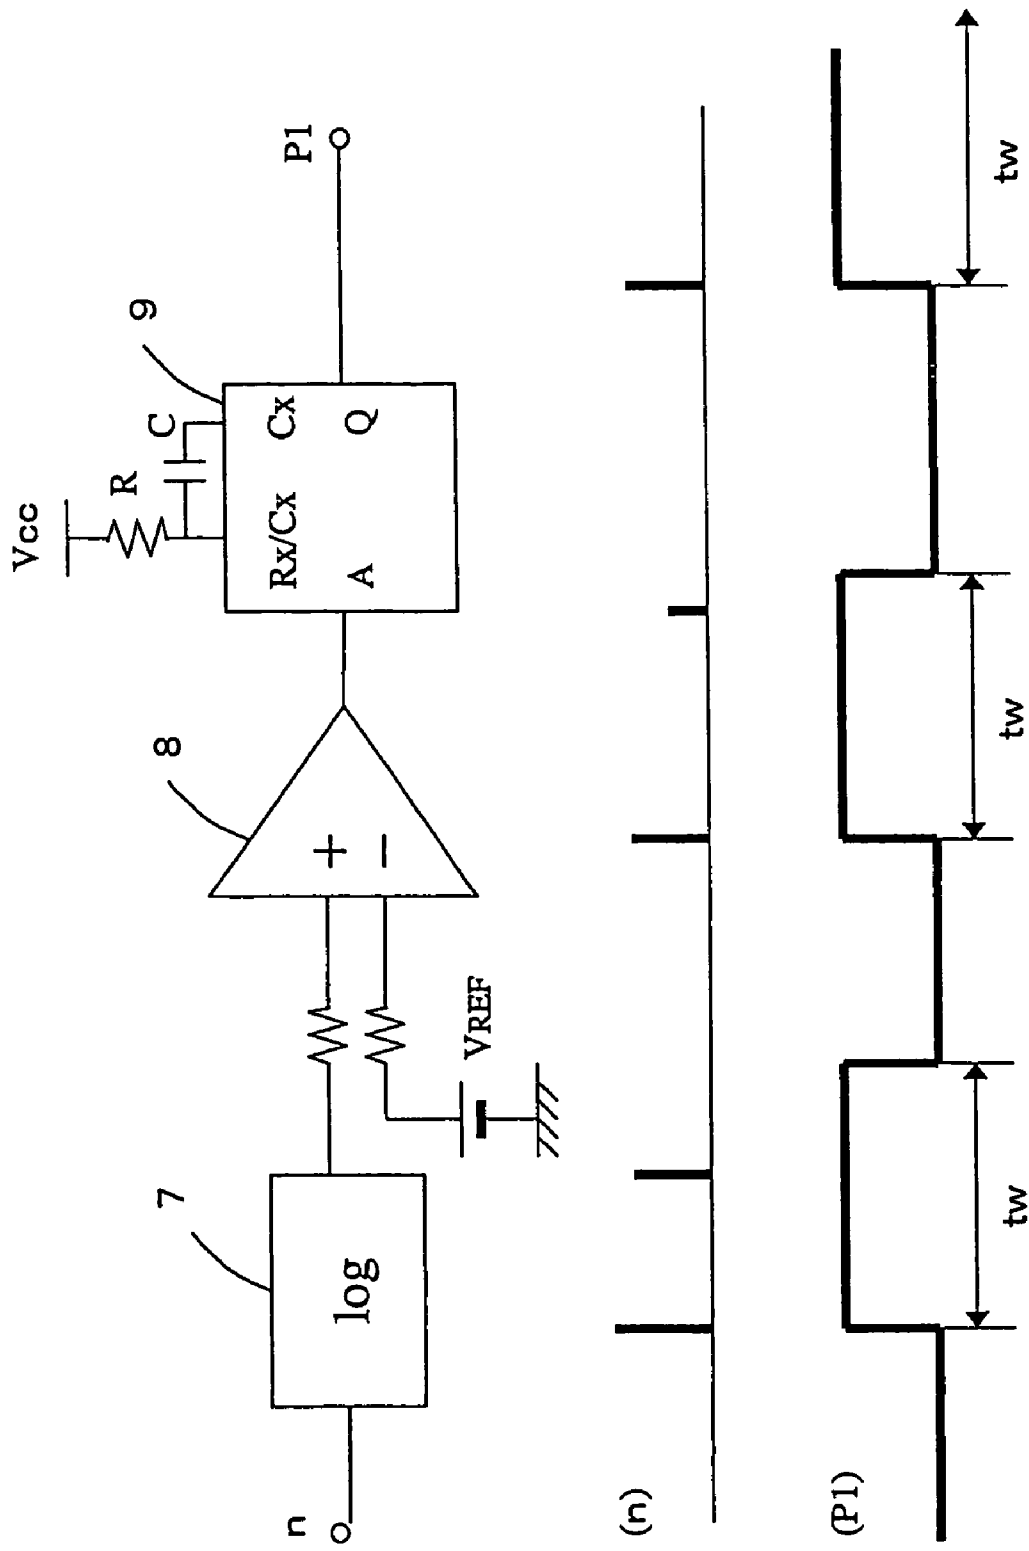 Vcc
R
C
9
8
7
Rx/Cx
Cx
A
Q
P1
n
log
+
−
VREF
(n)
(P1)
tw
tw
tw